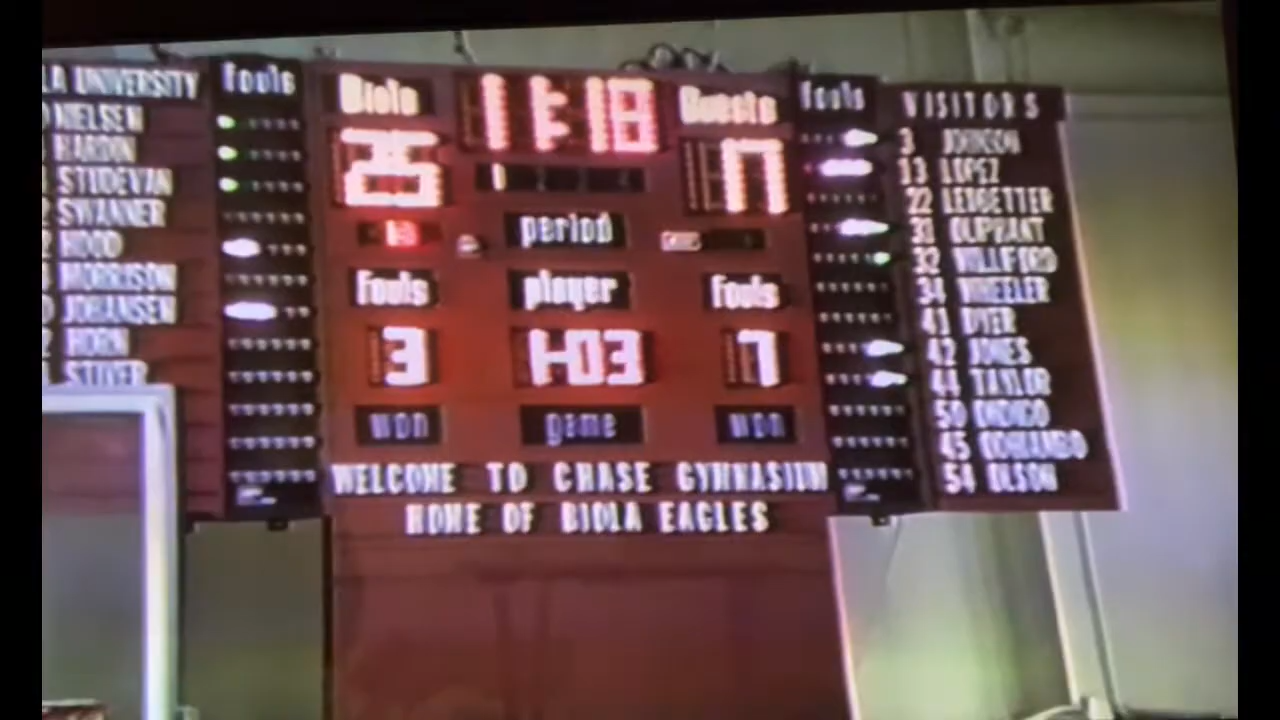 LA UNIVERSITY
NIELSEN
HARDIN
STUDEVAN
SWANNER
HOOD
MORRISON
JOHANSEN
HORN
STIVER
fouls
Biola
11:18
Guests
fouls
25
1
17
period
fouls
player
fouls
3
1-03
7
won
game
won
WELCOME TO CHASE GYMNASIUM
HOME OF BIOLA EAGLES
VISITORS
3 JOHNSON
13 LOPEZ
22 LEDGETTER
31 OLIPHANT
32 WILLIFORD
34 WHEELER
41 DYER
42 JONES
44 TAYLOR
50
45
54 OLSON